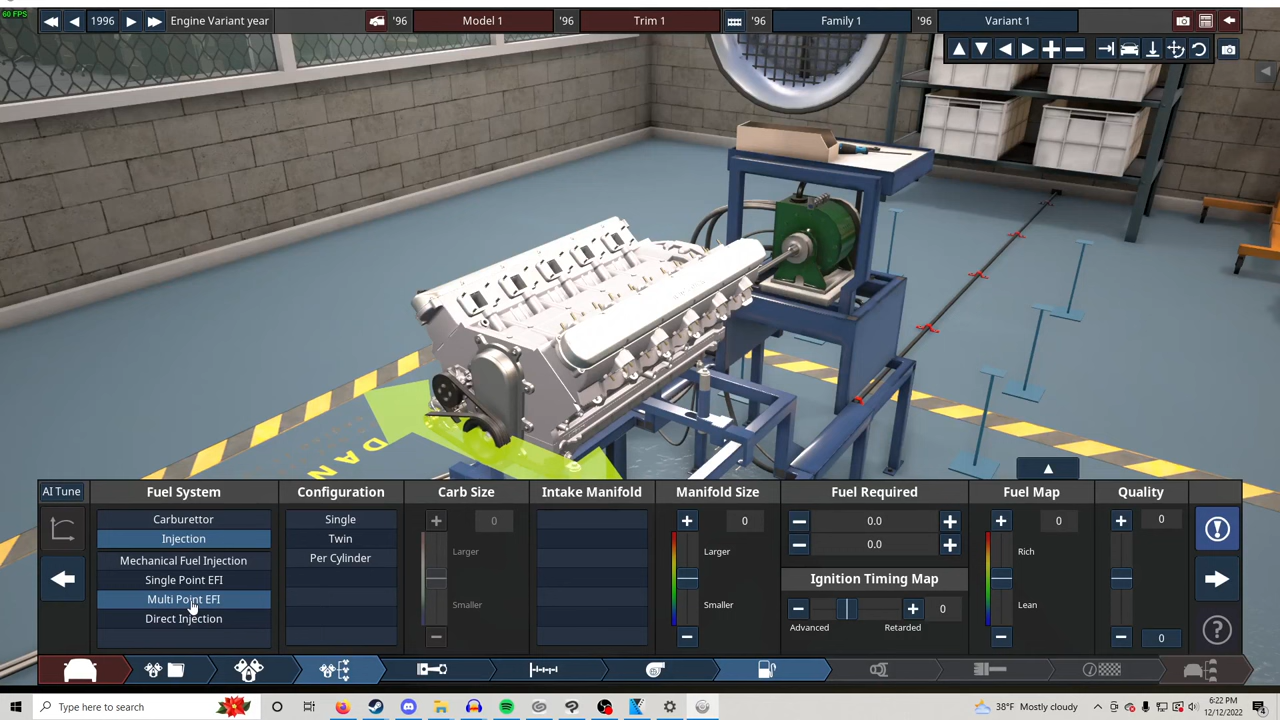 60 FPS
1996 Engine Variant year '96 Model 1 '96 Trim 1 '96 Family 1 '96 Variant 1
DAN
AI Tune Fuel System Configuration Carb Size Intake Manifold Manifold Size Fuel Required Fuel Map Quality
Carburettor Single 0 0 0.0 0 0
Injection Twin 0.0
Mechanical Fuel Injection Per Cylinder Larger Larger Rich
Single Point EFI Ignition Timing Map
Multi Point EFI Smaller Smaller 0 Lean
Direct Injection Advanced Retarded 0
Type here to search 38°F Mostly cloudy 6:22 PM
12/12/2022 4